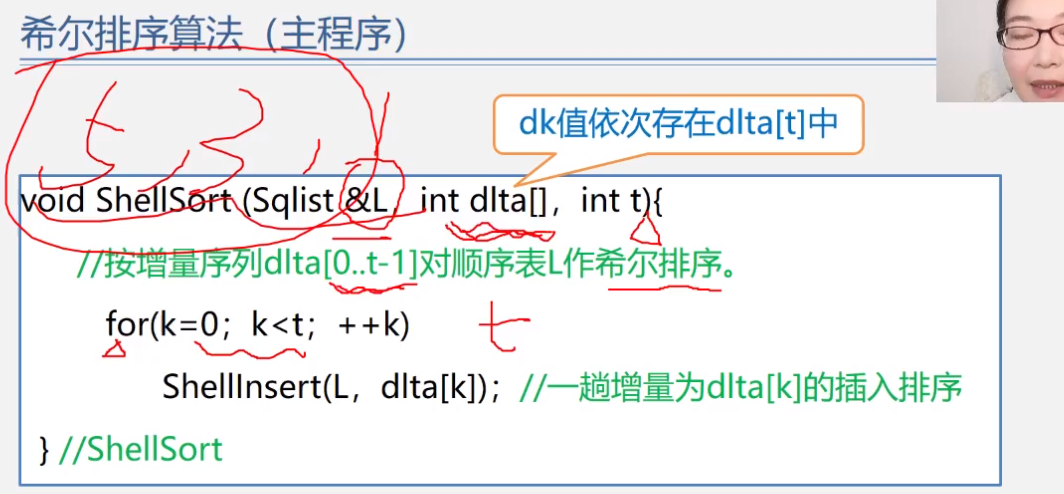 希尔排序算法（主程序）
dk值依次存在dlta[t]中
5，3，1
void ShellSort (Sqlist &L，int dlta[]，int t){
//按增量序列dlta[0..t-1]对顺序表L作希尔排序。
for(k=0；k<t；++k)
t
ShellInsert(L，dlta[k])；//一趟增量为dlta[k]的插入排序
} //ShellSort